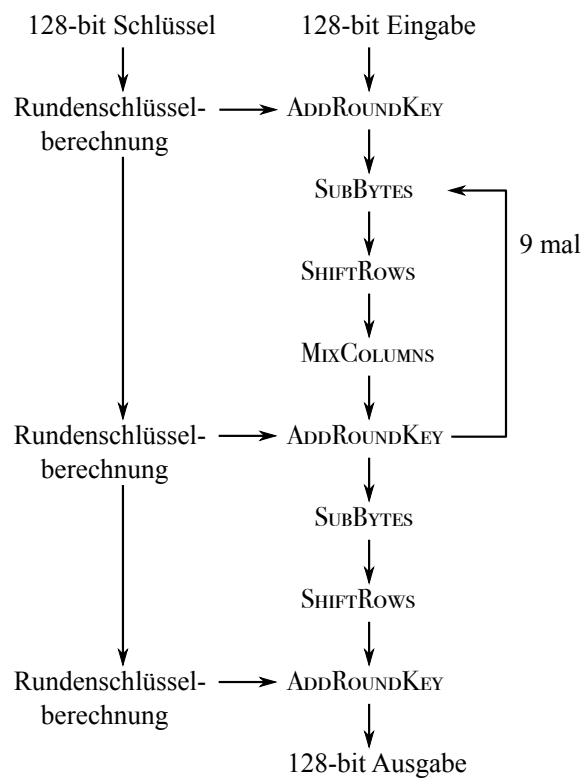 128-bit Schlüssel
128-bit Eingabe
Rundenschlüssel-
berechnung
AddRoundKey
SubBytes
9 mal
ShiftRows
MixColumns
Rundenschlüssel-
berechnung
AddRoundKey
SubBytes
ShiftRows
Rundenschlüssel-
berechnung
AddRoundKey
128-bit Ausgabe